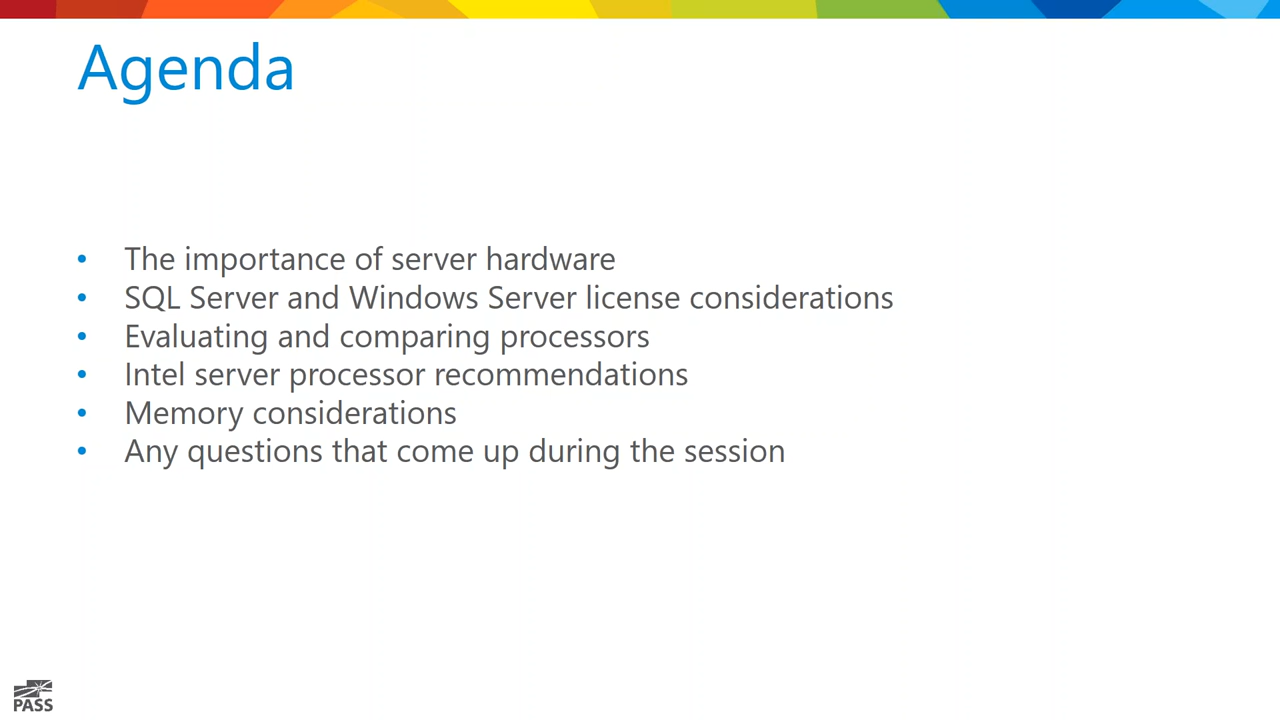 Agenda
• The importance of server hardware
• SQL Server and Windows Server license considerations
• Evaluating and comparing processors
• Intel server processor recommendations
• Memory considerations
• Any questions that come up during the session
PASS